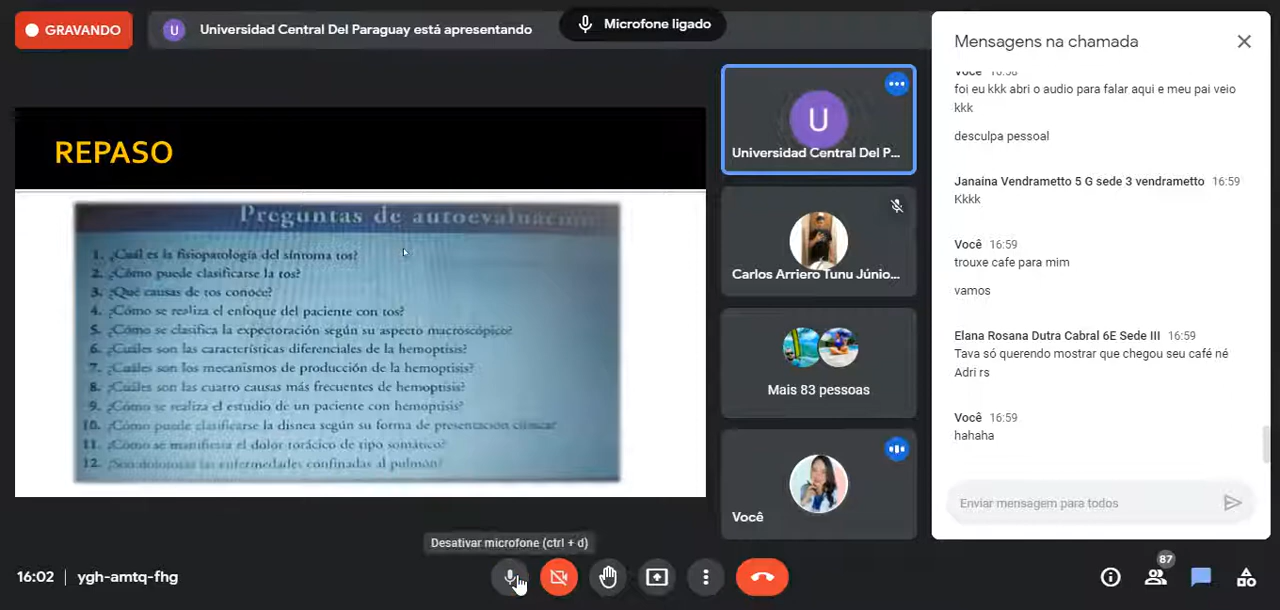 GRAVANDO
U Universidad Central Del Paraguay está apresentando
Microfone ligado
REPASO
Preguntas de autoevaluación
1. ¿Cuál es la fisiopatología del síntoma tos?
2. ¿Cómo puede clasificarse la tos?
3. ¿Qué causas de tos conoce?
4. ¿Cómo se realiza el enfoque del paciente con tos?
5. ¿Cómo se clasifica la expectoración según su aspecto macroscópico?
6. ¿Cuáles son las características diferenciales de la hemoptisis?
7. ¿Cuáles son los mecanismos de producción de la hemoptisis?
8. ¿Cuáles son las cuatro causas más frecuentes de hemoptisis?
9. ¿Cómo se realiza el estudio de un paciente con hemoptisis?
10. ¿Cómo puede clasificarse la disnea según su forma de presentación clínica?
11. ¿Cómo se manifiesta el dolor torácico de tipo somático?
12. ¿Son dolorosas las enfermedades confinadas al pulmón?
U
Universidad Central Del P...
Carlos Arriero Tunu Júnio...
Mais 83 pessoas
Você
Mensagens na chamada
Você 16:58
foi eu kkk abri o audio para falar aqui e meu pai veio
kkk
desculpa pessoal
Janaina Vendrametto 5 G sede 3 vendrametto 16:59
Kkkk
Você 16:59
trouxe cafe para mim
vamos
Elana Rosana Dutra Cabral 6E Sede III 16:59
Tava só querendo mostrar que chegou seu café né
Adri rs
Você 16:59
hahaha
Enviar mensagem para todos
Desativar microfone (ctrl + d)
16:02 | ygh-amtq-fhg
87